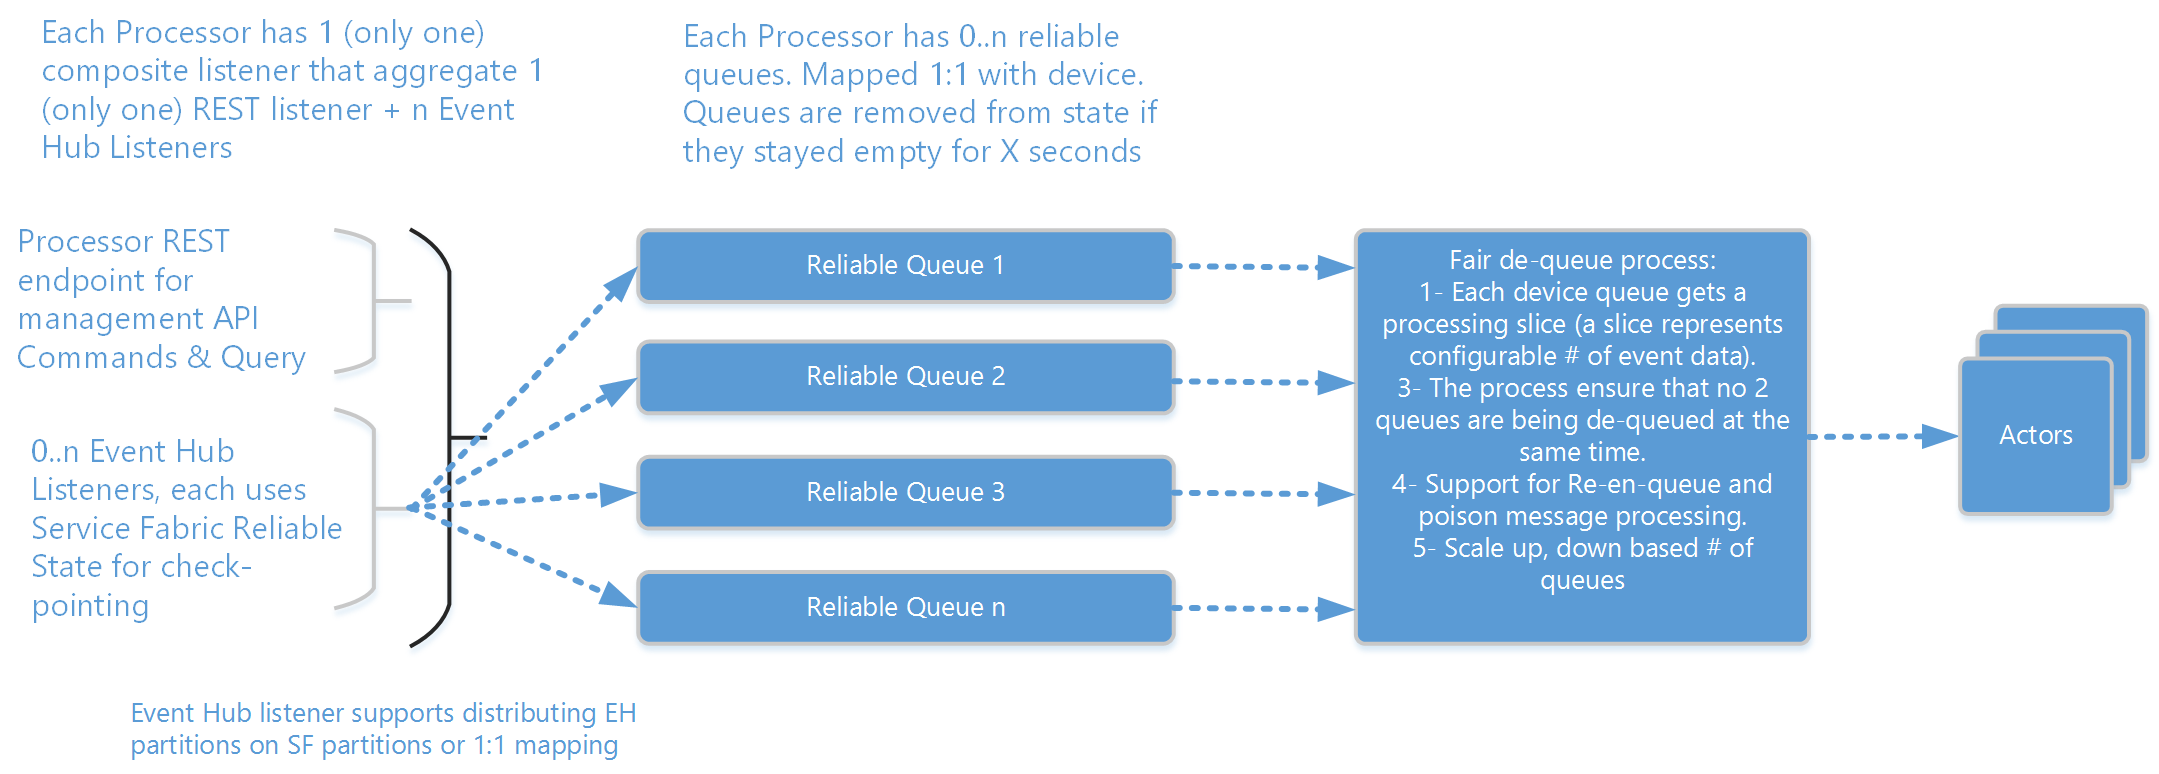 Each Processor has 1 (only one)
composite listener that aggregate 1
(only one) REST listener + n Event
Hub Listeners
Each Processor has 0..n reliable
queues. Mapped 1:1 with device.
Queues are removed from state if
they stayed empty for X seconds
Processor REST
endpoint for
management API
Commands & Query
0..n Event Hub
Listeners, each uses
Service Fabric Reliable
State for check-
pointing
Reliable Queue 1
Reliable Queue 2
Reliable Queue 3
Reliable Queue n
Fair de-queue process:
1- Each device queue gets a
processing slice (a slice represents
configurable # of event data).
3- The process ensure that no 2
queues are being de-queued at the
same time.
4- Support for Re-en-queue and
poison message processing.
5- Scale up, down based # of
queues
Actors
Event Hub listener supports distributing EH
partitions on SF partitions or 1:1 mapping